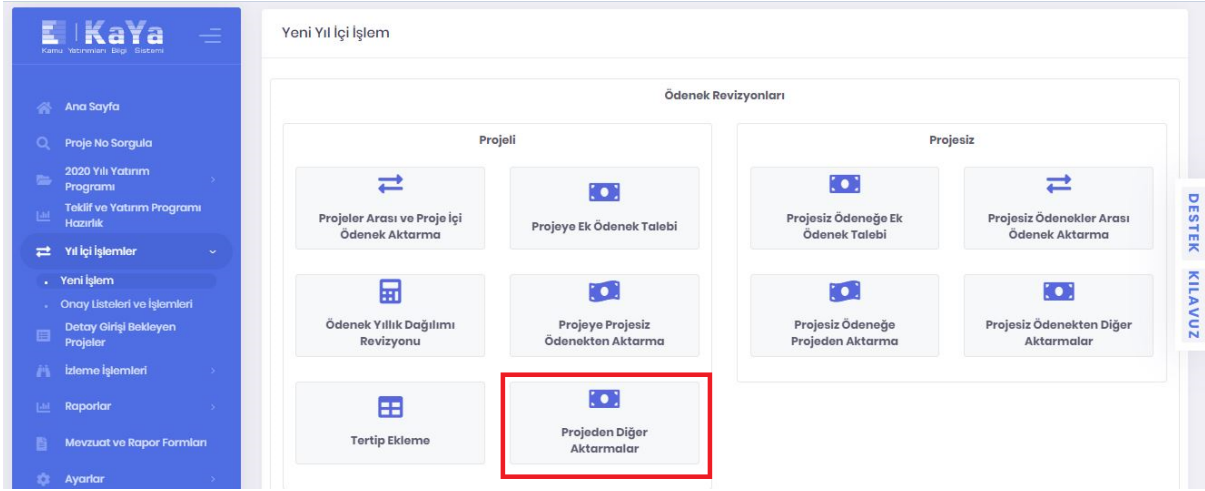 KaYa
Kamu Yatırımları Bilgi Sistemi
Ana Sayfa
Proje No Sorgula
2020 Yılı Yatırım
Programı
Teklif ve Yatırım Programı
Hazırlık
Yıl İçi İşlemler
Yeni İşlem
Onay Listeleri ve İşlemleri
Detay Girişi Bekleyen
Projeler
İzleme İşlemleri
Raporlar
Mevzuat ve Rapor Formları
Ayarlar
Yeni Yıl İçi İşlem
Ödenek Revizyonları
Projeli
Projeler Arası ve Proje İçi
Ödenek Aktarma
Projeye Ek Ödenek Talebi
Ödenek Yıllık Dağılımı
Revizyonu
Projeye Projesiz
Ödenekten Aktarma
Tertip Ekleme
Projeden Diğer
Aktarmalar
Projesiz
Projesiz Ödeneğe Ek
Ödenek Talebi
Projesiz Ödenekler Arası
Ödenek Aktarma
Projesiz Ödeneğe
Projeden Aktarma
Projesiz Ödenekten Diğer
Aktarmalar
DESTEK
KILAVUZ